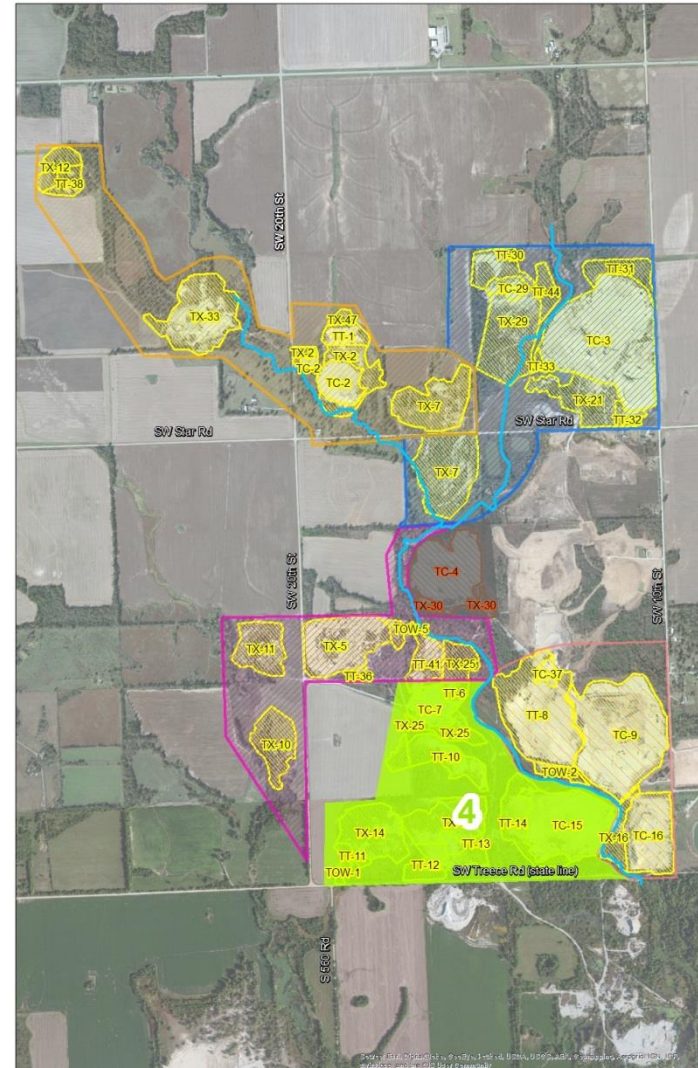 TX-12
TT-38
SW 20th St
TX-33
TT-30
TC-29
TT-44
TT-31
TX-29
TC-3
TX-47
TT-1
TX-2
TX-2
TC-2
TC-2
TT-33
TX-7
TX-21
TT-32
SW Star Rd
SW Star Rd
TX-7
TC-4
SW 20th St
SW 10th St
TX-30
TX-30
TX-11
TX-5
TOW-5
TT-41
TX-25
TT-36
TC-37
TT-6
TC-7
TT-8
TC-9
TX-25
TX-25
TX-10
TT-10
TOW-2
4
TX-14
TT-14
TC-15
TX-16
TC-16
TT-13
TT-11
TT-12
TOW-1
SW Treece Rd (state line)
S 560 Rd
User Community